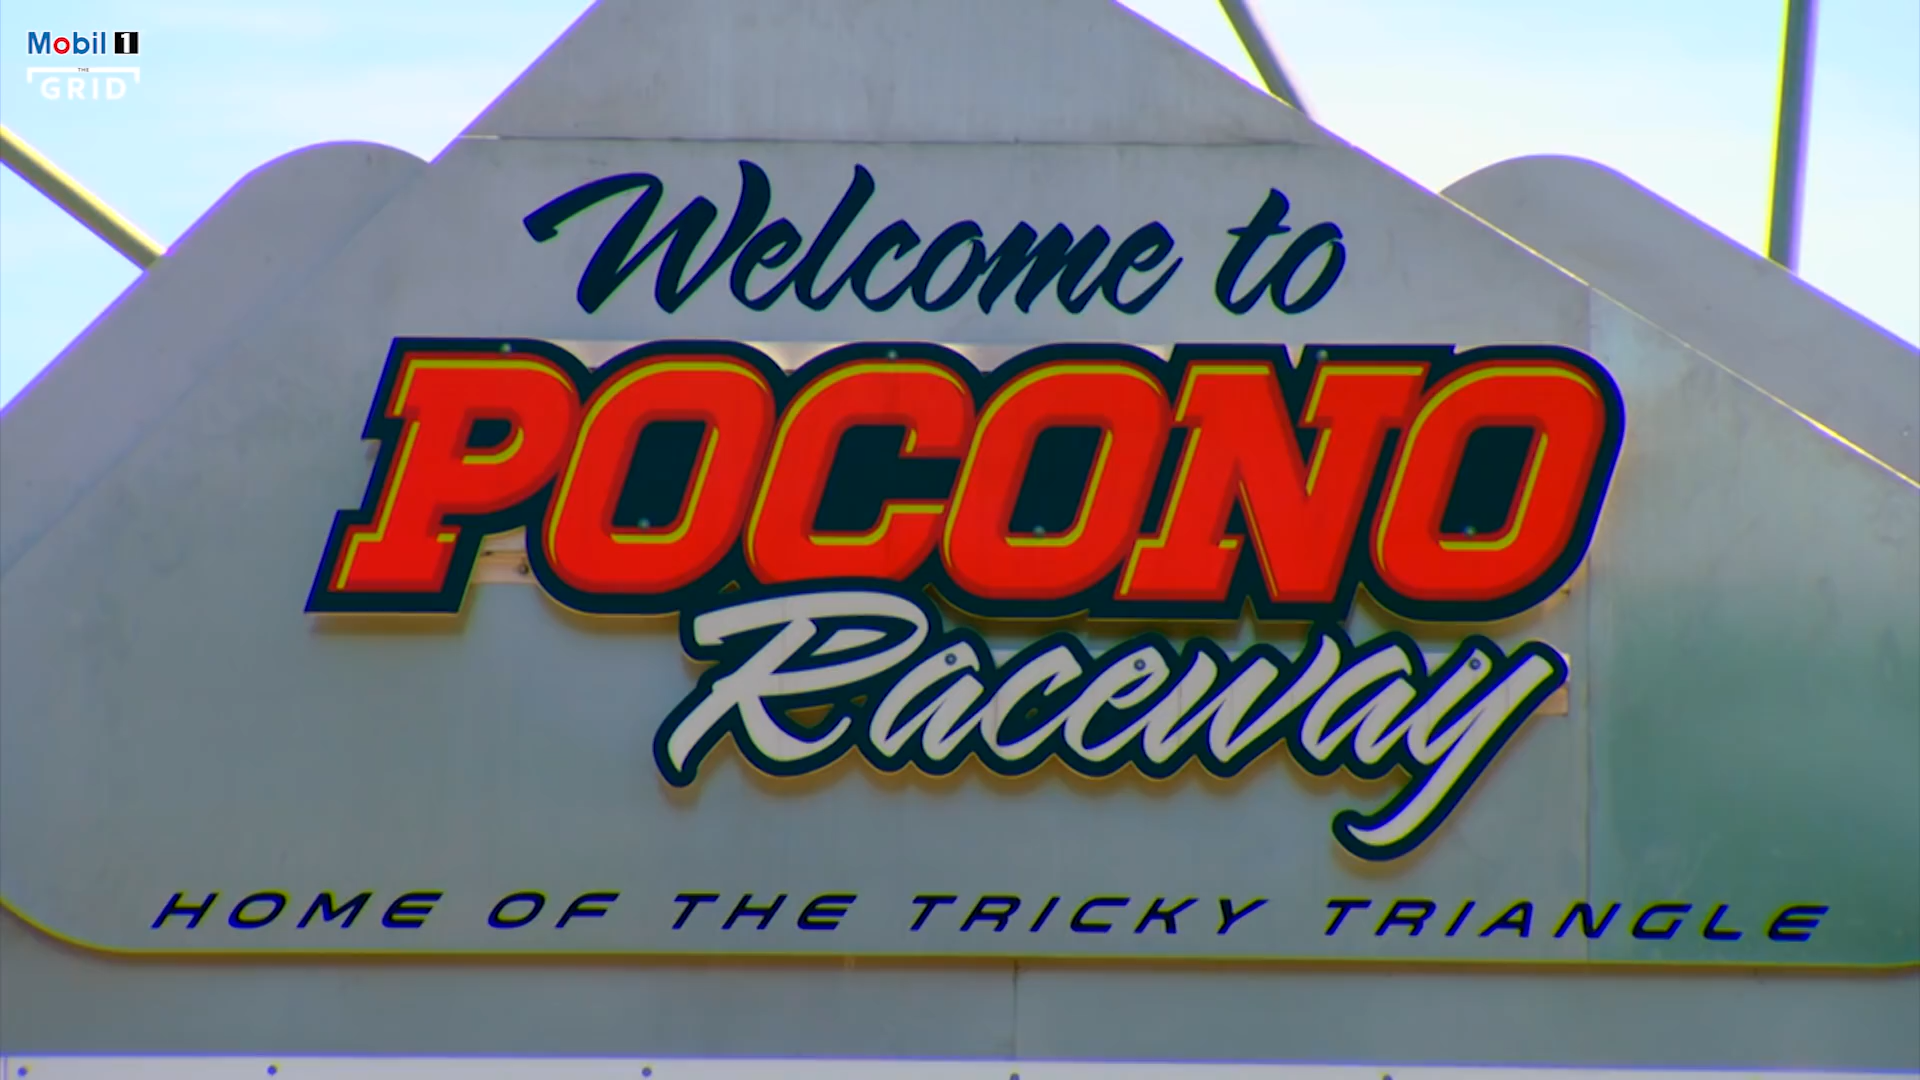 Mobil 1
THE
GRID
Welcome to
POCONO
Raceway
HOME OF THE TRICKY TRIANGLE